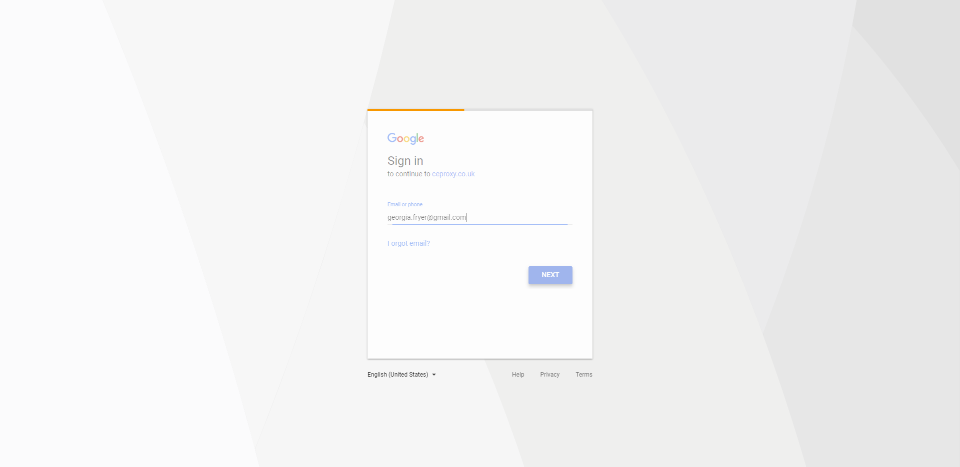 Google
Sign in
to continue to eoproxy.co.uk
Email or phone
georgia.fryer@gmail.com
Forgot email?
NEXT
English (United States)
Help Privacy Terms